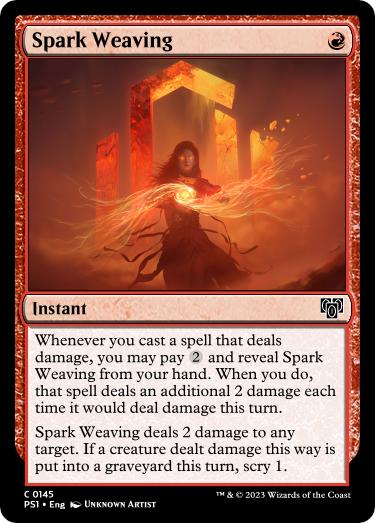 Spark Weaving
Instant
Whenever you cast a spell that deals
damage, you may pay 2 and reveal Spark
Weaving from your hand. When you do,
that spell deals an additional 2 damage each
time it would deal damage this turn.
Spark Weaving deals 2 damage to any
target. If a creature dealt damage this way is
put into a graveyard this turn, scry 1.
C 0145
PS1 • Eng Unknown Artist
™ & © 2023 Wizards of the Coast